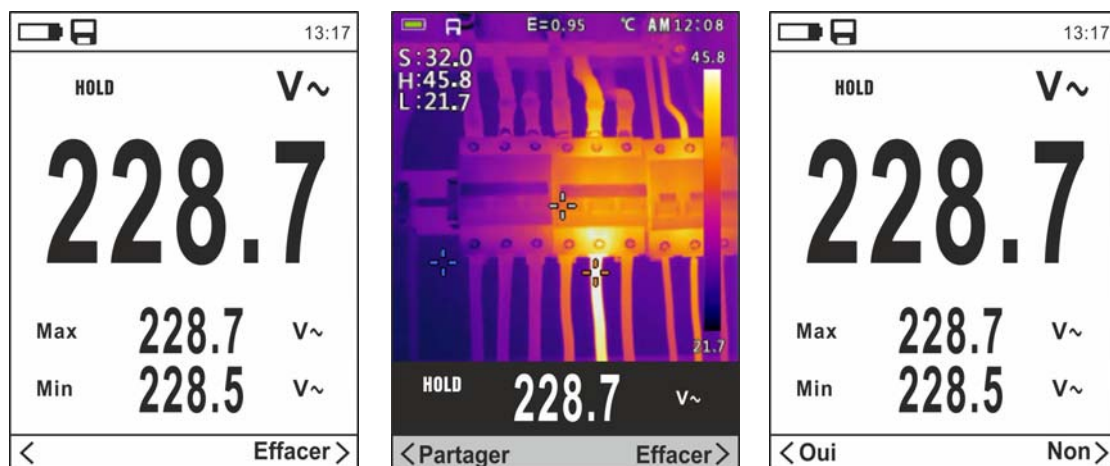 13:17
HOLD V~
228.7
Max 228.7 V~
Min 228.5 V~
< Effacer >
E=0.95 ℃ AM 12:08
S:32.0
H:45.8
L:21.7
45.8
21.7
HOLD 228.7 V~
<Partager Effacer>
13:17
HOLD V~
228.7
Max 228.7 V~
Min 228.5 V~
<Oui Non>